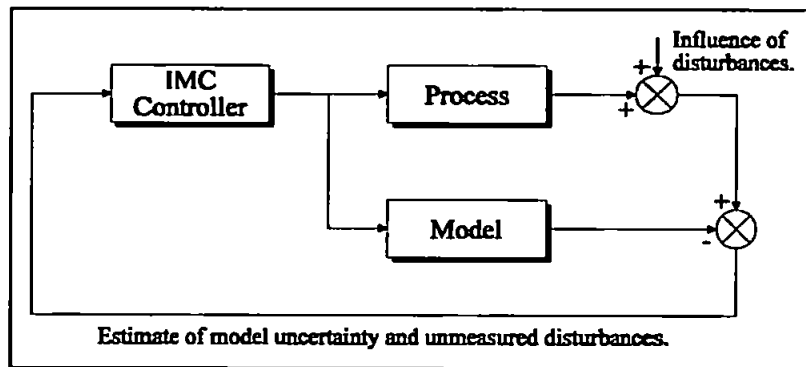 Influence of
disturbances.
IMC
Controller
Process
+
+
Model
+
-
Estimate of model uncertainty and unmeasured disturbances.